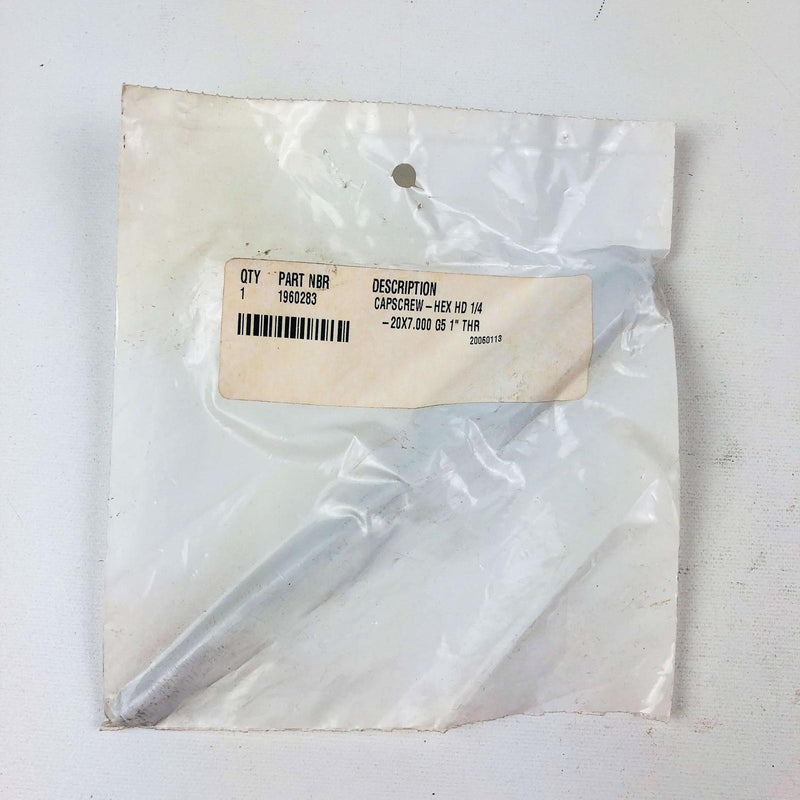 QTY PART NBR DESCRIPTION
1 1960283 CAPSCREW-HEX HD 1/4
-20X7.000 G5 1" THR
20060113